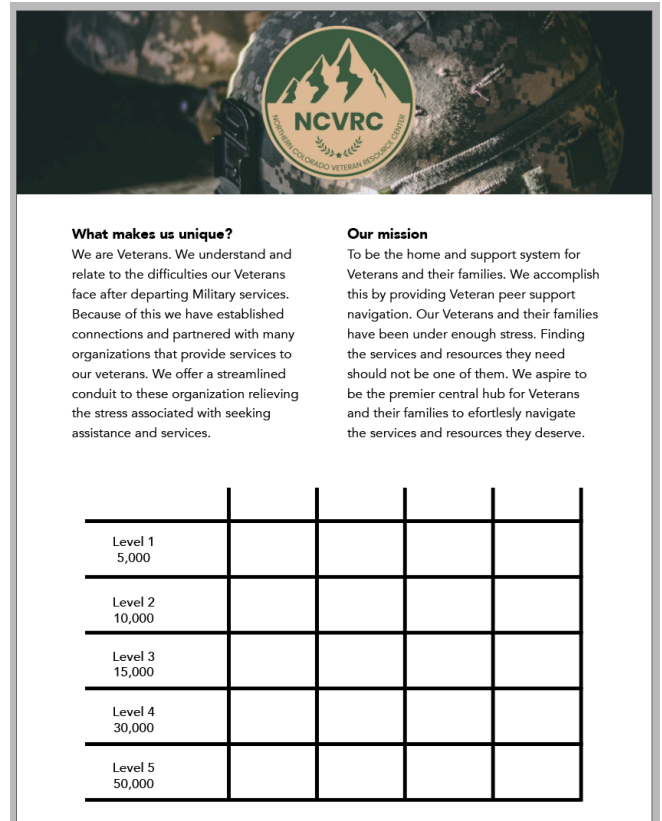 NCVRC
NORTHERN COLORADO VETERAN RESOURCE CENTER
What makes us unique?
We are Veterans. We understand and
relate to the difficulties our Veterans
face after departing Military services.
Because of this we have established
connections and partnered with many
organizations that provide services to
our veterans. We offer a streamlined
conduit to these organization relieving
the stress associated with seeking
assistance and services.
Our mission
To be the home and support system for
Veterans and their families. We accomplish
this by providing Veteran peer support
navigation. Our Veterans and their families
have been under enough stress. Finding
the services and resources they need
should not be one of them. We aspire to
be the premier central hub for Veterans
and their families to efortlesly navigate
the services and resources they deserve.
Level 1
5,000
Level 2
10,000
Level 3
15,000
Level 4
30,000
Level 5
50,000